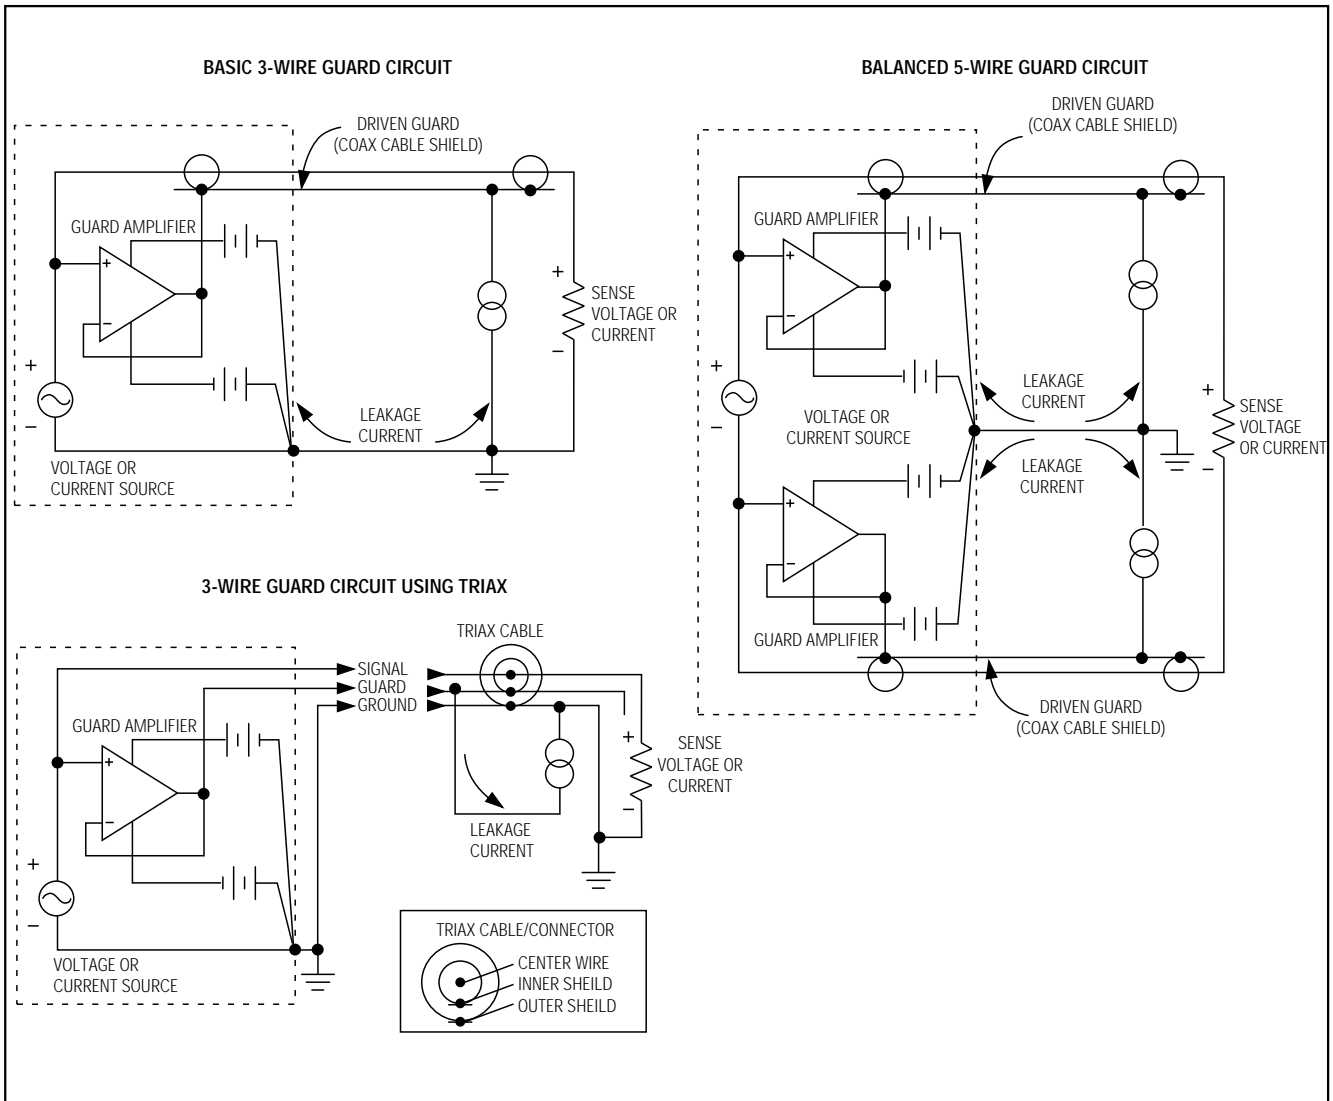 BASIC 3-WIRE GUARD CIRCUIT
DRIVEN GUARD
(COAX CABLE SHIELD)
GUARD AMPLIFIER
+
−
+
−
+
−
SENSE
VOLTAGE OR
CURRENT
LEAKAGE
CURRENT
VOLTAGE OR
CURRENT SOURCE
BALANCED 5-WIRE GUARD CIRCUIT
DRIVEN GUARD
(COAX CABLE SHIELD)
GUARD AMPLIFIER
+
−
+
−
VOLTAGE OR
CURRENT SOURCE
LEAKAGE
CURRENT
LEAKAGE
CURRENT
+
−
SENSE
VOLTAGE
OR CURRENT
+
−
GUARD AMPLIFIER
DRIVEN GUARD
(COAX CABLE SHIELD)
3-WIRE GUARD CIRCUIT USING TRIAX
TRIAX CABLE
SIGNAL
GUARD
GROUND
GUARD AMPLIFIER
+
−
+
−
+
−
SENSE
VOLTAGE OR
CURRENT
LEAKAGE
CURRENT
VOLTAGE OR
CURRENT SOURCE
TRIAX CABLE/CONNECTOR
CENTER WIRE
INNER SHEILD
OUTER SHEILD